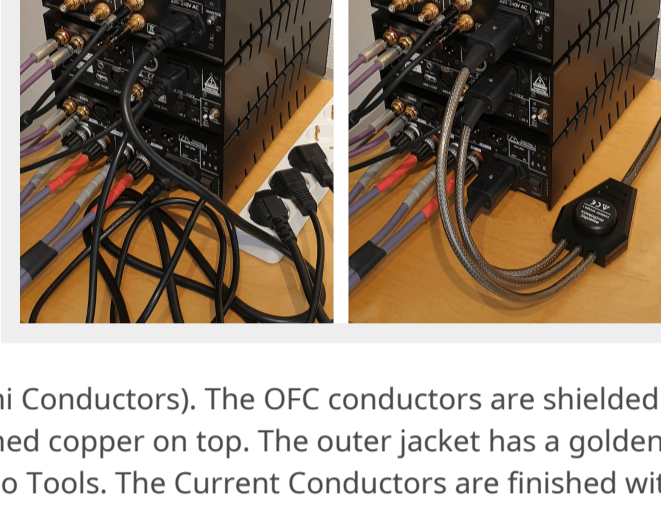 ni Conductors). The OFC conductors are shielded
ned copper on top. The outer jacket has a golden
o Tools. The Current Conductors are finished wit